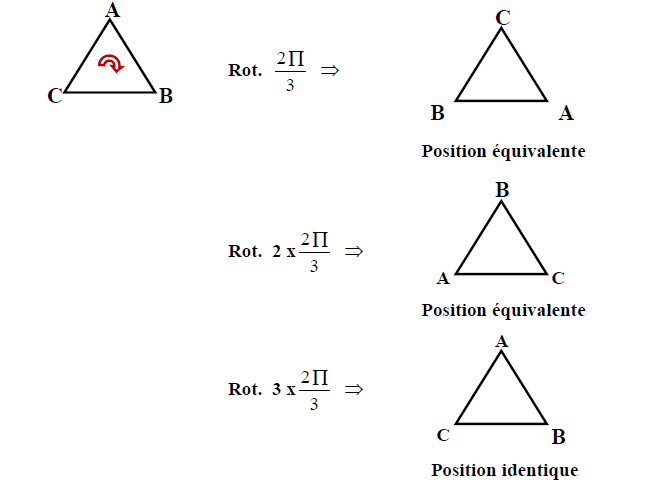 A
C B
Rot. 2Π/3 ⇒
C
B A
Position équivalente
Rot. 2 x 2Π/3 ⇒
B
A C
Position équivalente
Rot. 3 x 2Π/3 ⇒
A
C B
Position identique